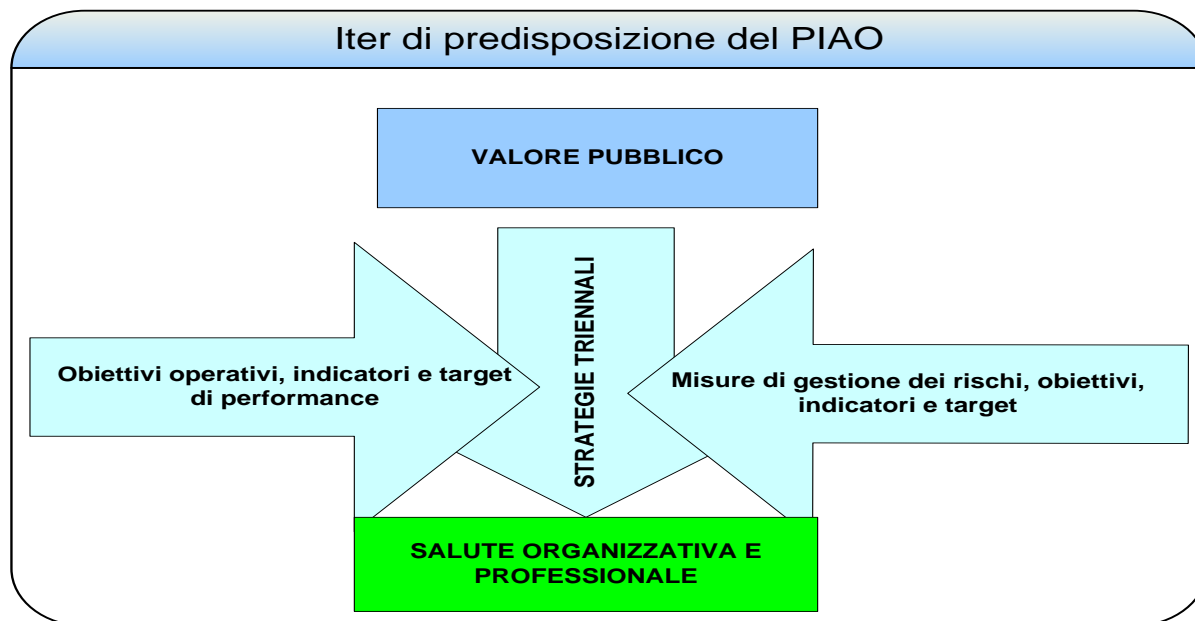 Iter di predisposizione del PIAO
VALORE PUBBLICO
STRATEGIE TRIENNALI
Obiettivi operativi, indicatori e target
di performance
Misure di gestione dei rischi, obiettivi,
indicatori e target
SALUTE ORGANIZZATIVA E
PROFESSIONALE